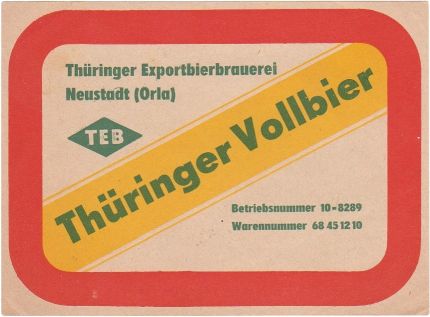 Thüringer Exportbierbrauerei
Neustadt (Orla)
TEB
Thüringer Vollbier
Betriebsnummer 10-8289
Warennummer 68 45 12 10